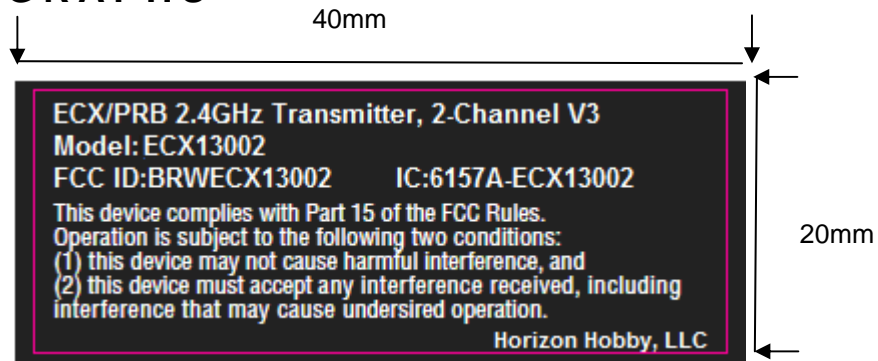 40mm
ECX/PRB 2.4GHz Transmitter, 2-Channel V3
Model: ECX13002
FCC ID:BRWECX13002 IC:6157A-ECX13002
This device complies with Part 15 of the FCC Rules.
Operation is subject to the following two conditions:
(1) this device may not cause harmful interference, and
(2) this device must accept any interference received, including
interference that may cause undersired operation.
Horizon Hobby, LLC
20mm